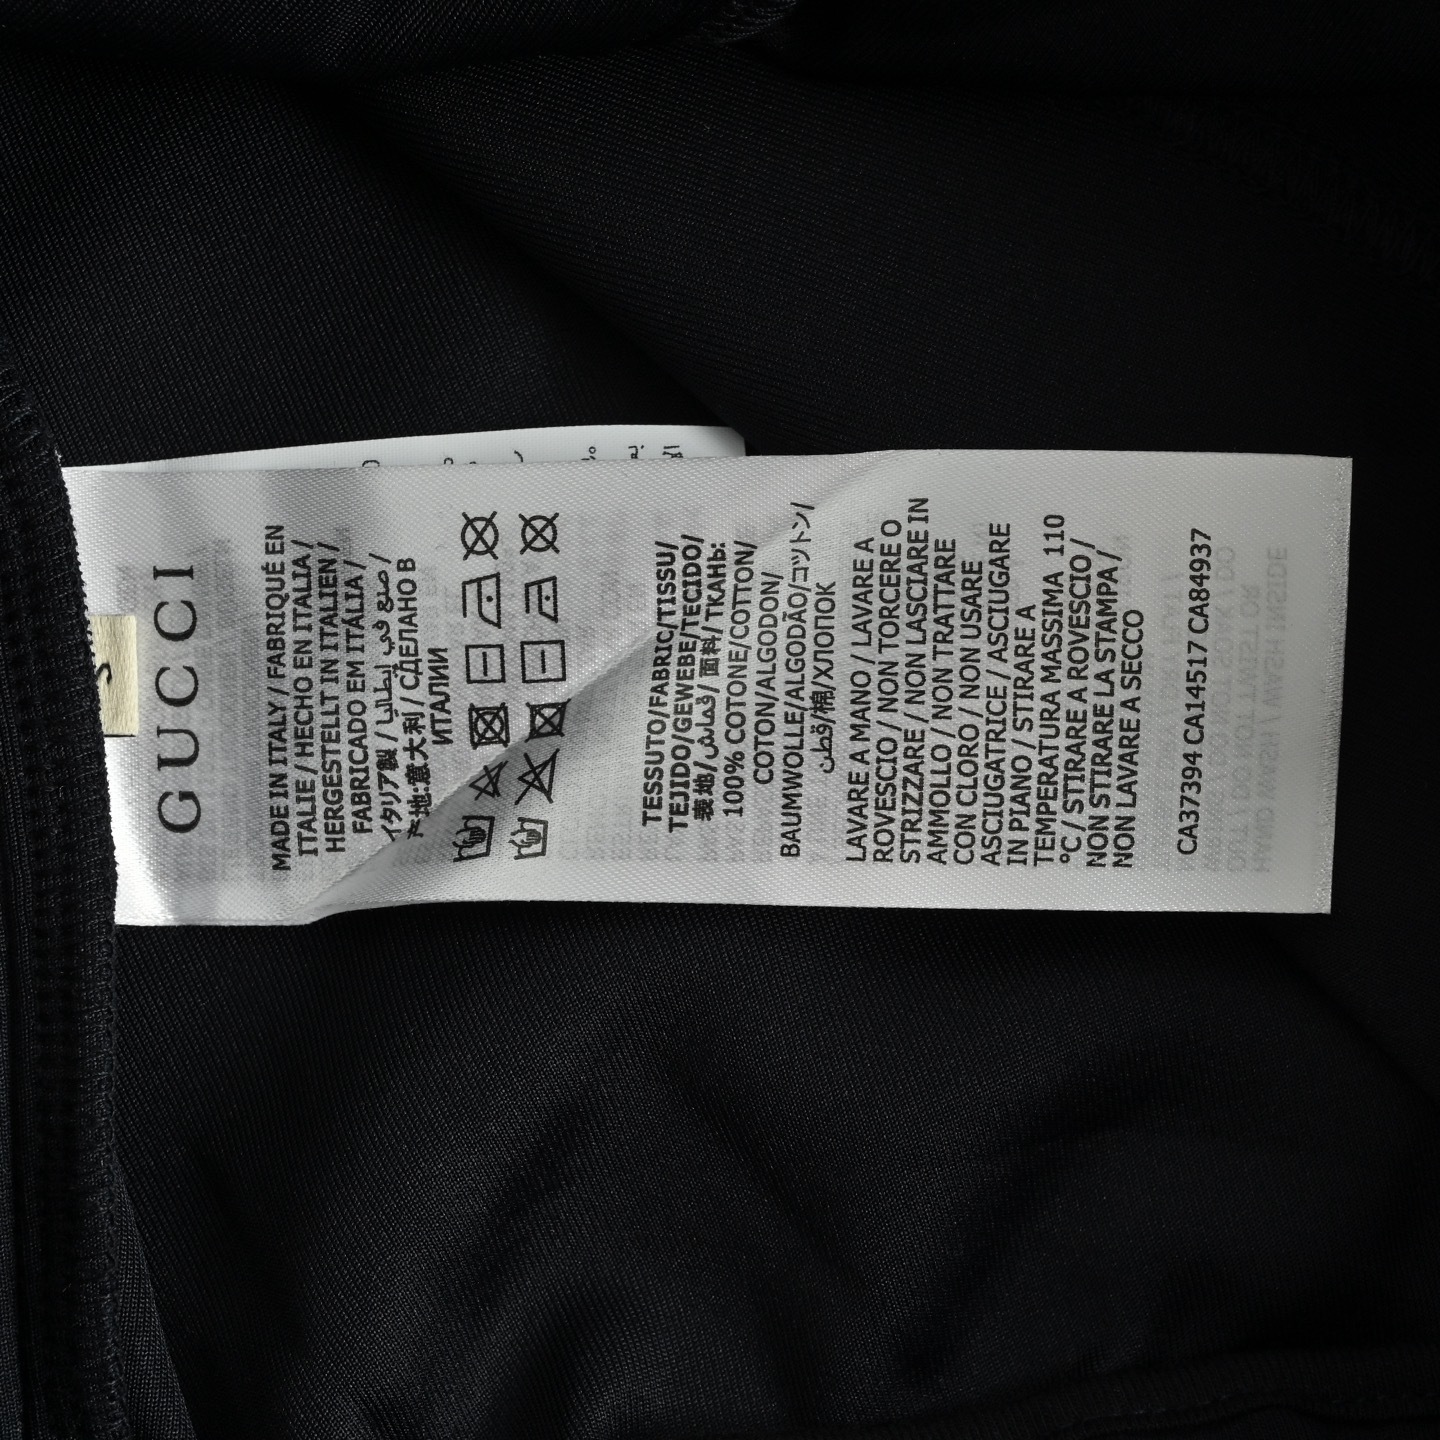 S
GUCCI
MADE IN ITALY / FABRIQUÉ EN
ITALIE / HECHO EN ITALIA /
HERGESTELLT IN ITALIEN /
FABRICADO EM ITÁLIA /
イタリア製 / صنع في إيطاليا /
产地:意大利 / СДЕЛАНО В
ИТАЛИИ
TESSUTO/FABRIC/TISSU/
TEJIDO/GEWEBE/TECIDO/
表地/قماش/面料/ТКАНЬ:
100% COTONE/COTTON/
COTON/ALGODON/
BAUMWOLLE/ALGODÃO/コットン/
قطن/棉/ХЛОПОК
LAVARE A MANO / LAVARE A
ROVESCIO / NON TORCERE O
STRIZZARE / NON LASCIARE IN
AMMOLLO / NON TRATTARE
CON CLORO / NON USARE
ASCIUGATRICE / ASCIUGARE
IN PIANO / STIRARE A
TEMPERATURA MASSIMA 110
°C / STIRARE A ROVESCIO /
NON STIRARE LA STAMPA /
NON LAVARE A SECCO
CA37394 CA14517 CA84937